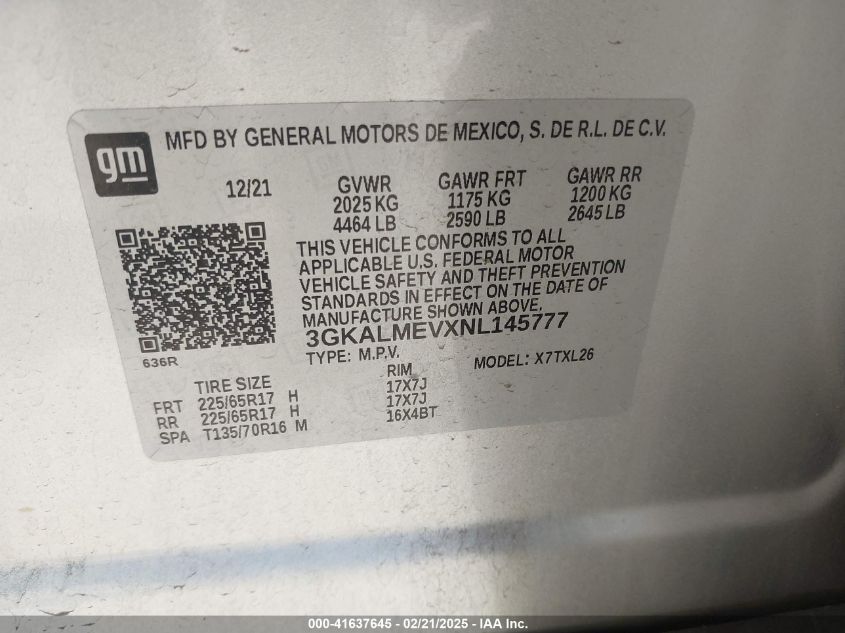 gm
MFD BY GENERAL MOTORS DE MEXICO, S. DE R.L. DE C.V.
12/21 GVWR GAWR FRT GAWR RR
2025 KG 1175 KG 1200 KG
4464 LB 2590 LB 2645 LB
THIS VEHICLE CONFORMS TO ALL
APPLICABLE U.S. FEDERAL MOTOR
VEHICLE SAFETY AND THEFT PREVENTION
STANDARDS IN EFFECT ON THE DATE OF
MANUFACTURE SHOWN ABOVE.
3GKALMEVXNL145777
636R
TYPE: M.P.V. MODEL: X7TXL26
TIRE SIZE RIM
FRT 225/65R17 H 17X7J
RR 225/65R17 H 17X7J
SPA T135/70R16 M 16X4BT
000-41637645 - 02/21/2025 - IAA Inc.